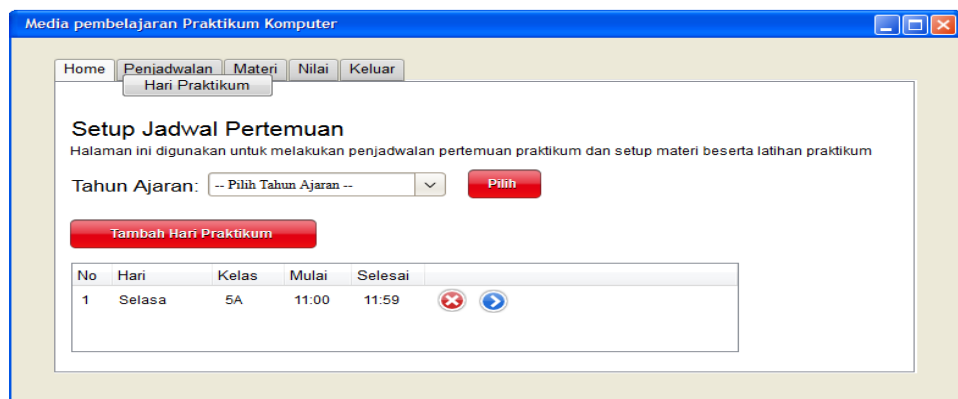 Media pembelajaran Praktikum Komputer
Home Penjadwalan Materi Nilai Keluar
Hari Praktikum
Setup Jadwal Pertemuan
Halaman ini digunakan untuk melakukan penjadwalan pertemuan praktikum dan setup materi beserta latihan praktikum
Tahun Ajaran: -- Pilih Tahun Ajaran -- Pilih
Tambah Hari Praktikum
No Hari Kelas Mulai Selesai
1 Selasa 5A 11:00 11:59